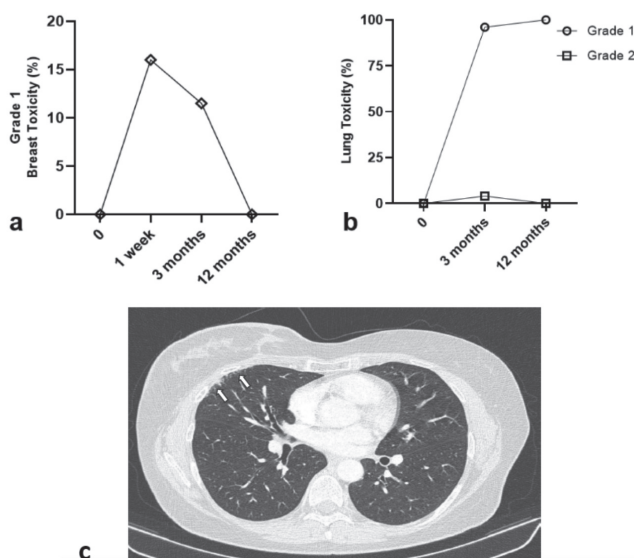 Grade 1
Breast Toxicity (%)
20
15
10
5
0
0
1 week
3 months
12 months
a
Lung Toxicity (%)
100
75
50
25
0
0
3 months
12 months
Grade 1
Grade 2
b
c